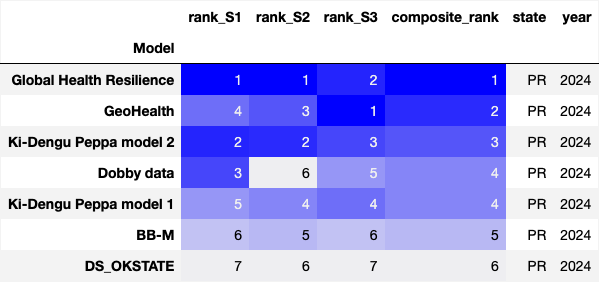 rank_S1 rank_S2 rank_S3 composite_rank state year
Model
Global Health Resilience 1 1 2 1 PR 2024
GeoHealth 4 3 1 2 PR 2024
Ki-Dengu Peppa model 2 2 2 3 3 PR 2024
Dobby data 3 6 5 4 PR 2024
Ki-Dengu Peppa model 1 5 4 4 4 PR 2024
BB-M 6 5 6 5 PR 2024
DS_OKSTATE 7 6 7 6 PR 2024